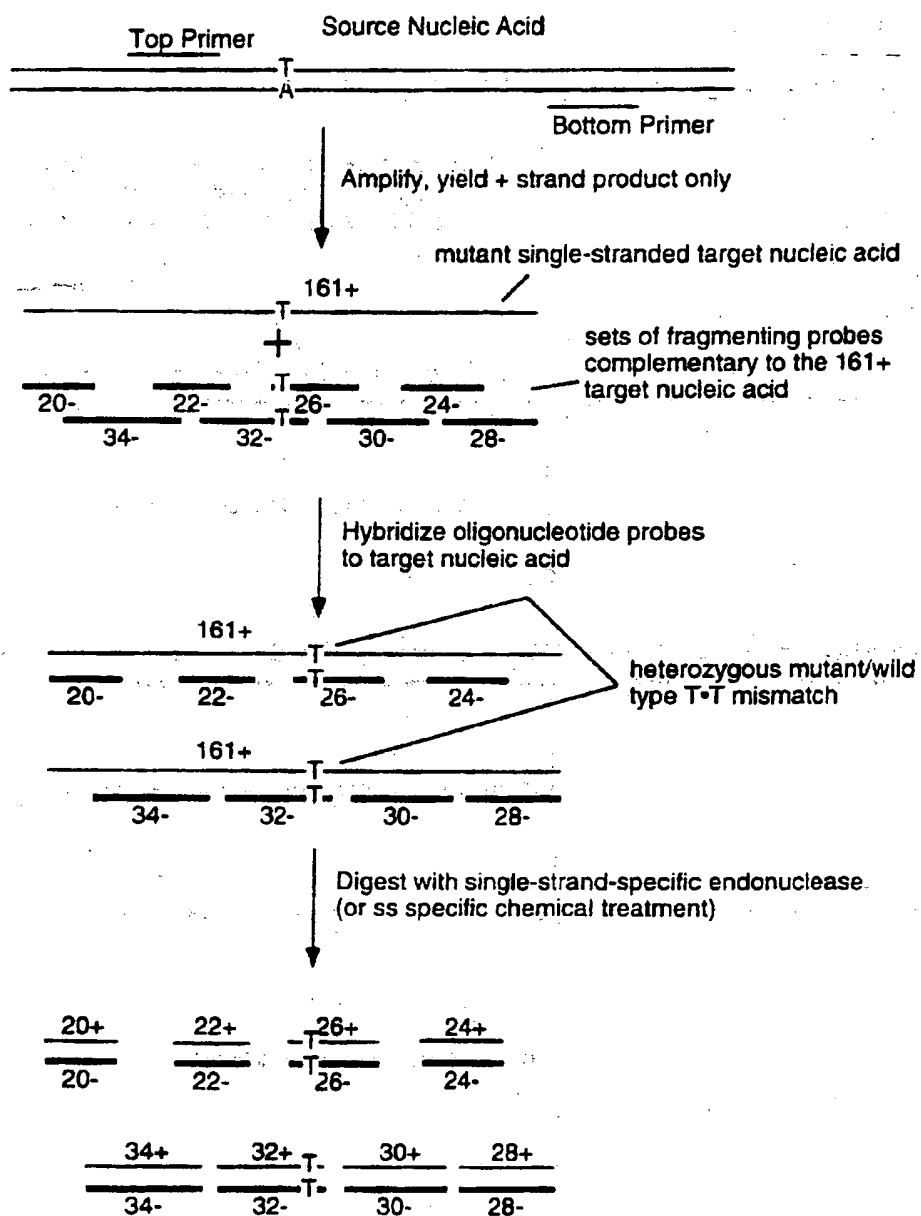 Source Nucleic Acid
Top Primer
T
A
Bottom Primer
Amplify, yield + strand product only
mutant single-stranded target nucleic acid
161+
T
+
sets of fragmenting probes
complementary to the 161+
target nucleic acid
T
20- 22- 26- 24-
T
34- 32- 30- 28-
Hybridize oligonucleotide probes
to target nucleic acid
161+
T
T
20- 22- 26- 24-
heterozygous mutant/wild
type T•T mismatch
161+
T
T
34- 32- 30- 28-
Digest with single-strand-specific endonuclease
(or ss specific chemical treatment)
20+ 22+ 26+ 24+
T
T
20- 22- 26- 24-
34+ 32+ T 30+ 28+
T
34- 32- 30- 28-